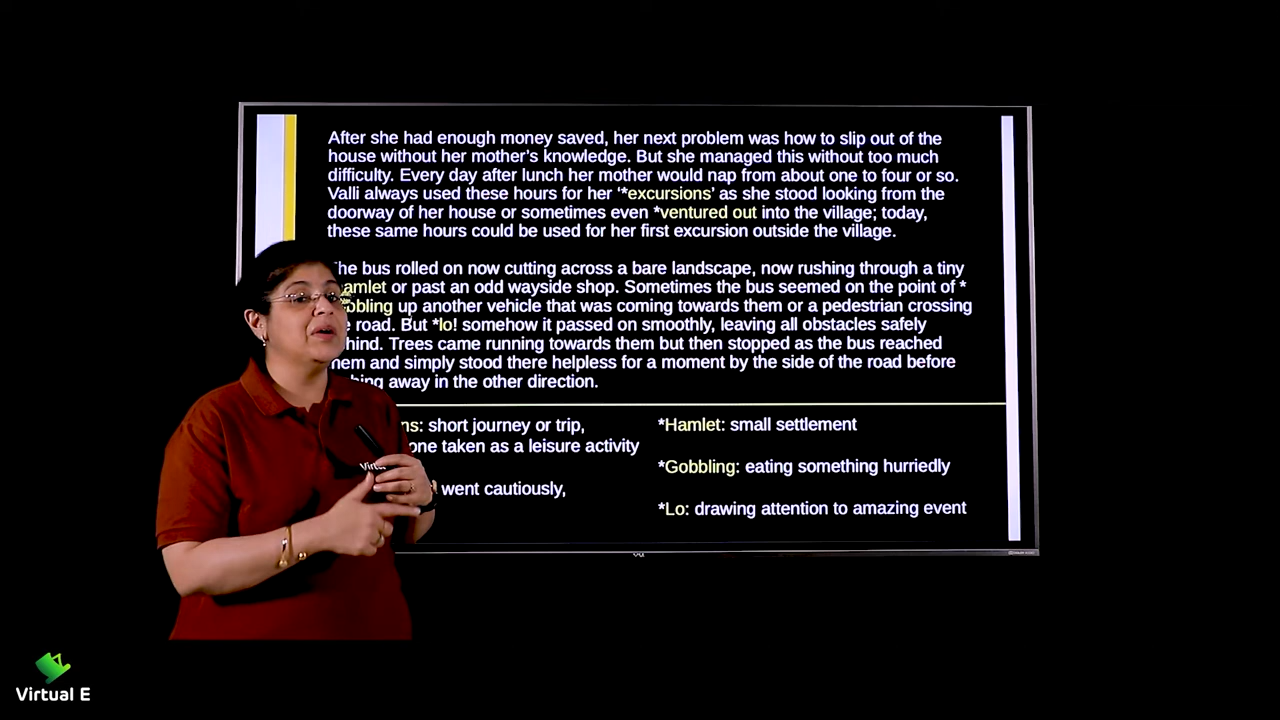 After she had enough money saved, her next problem was how to slip out of the
house without her mother's knowledge. But she managed this without too much
difficulty. Every day after lunch her mother would nap from about one to four or so.
Valli always used these hours for her '*excursions' as she stood looking from the
doorway of her house or sometimes even *ventured out into the village; today,
these same hours could be used for her first excursion outside the village.
he bus rolled on now cutting across a bare landscape, now rushing through a tiny
amlet or past an odd wayside shop. Sometimes the bus seemed on the point of *
bbling up another vehicle that was coming towards them or a pedestrian crossing
e road. But *lo! somehow it passed on smoothly, leaving all obstacles safely
hind. Trees came running towards them but then stopped as the bus reached
hem and simply stood there helpless for a moment by the side of the road before
hing away in the other direction.
ns: short journey or trip,
one taken as a leisure activity
went cautiously,
*Hamlet: small settlement
*Gobbling: eating something hurriedly
*Lo: drawing attention to amazing event
Virtu
Virtual E